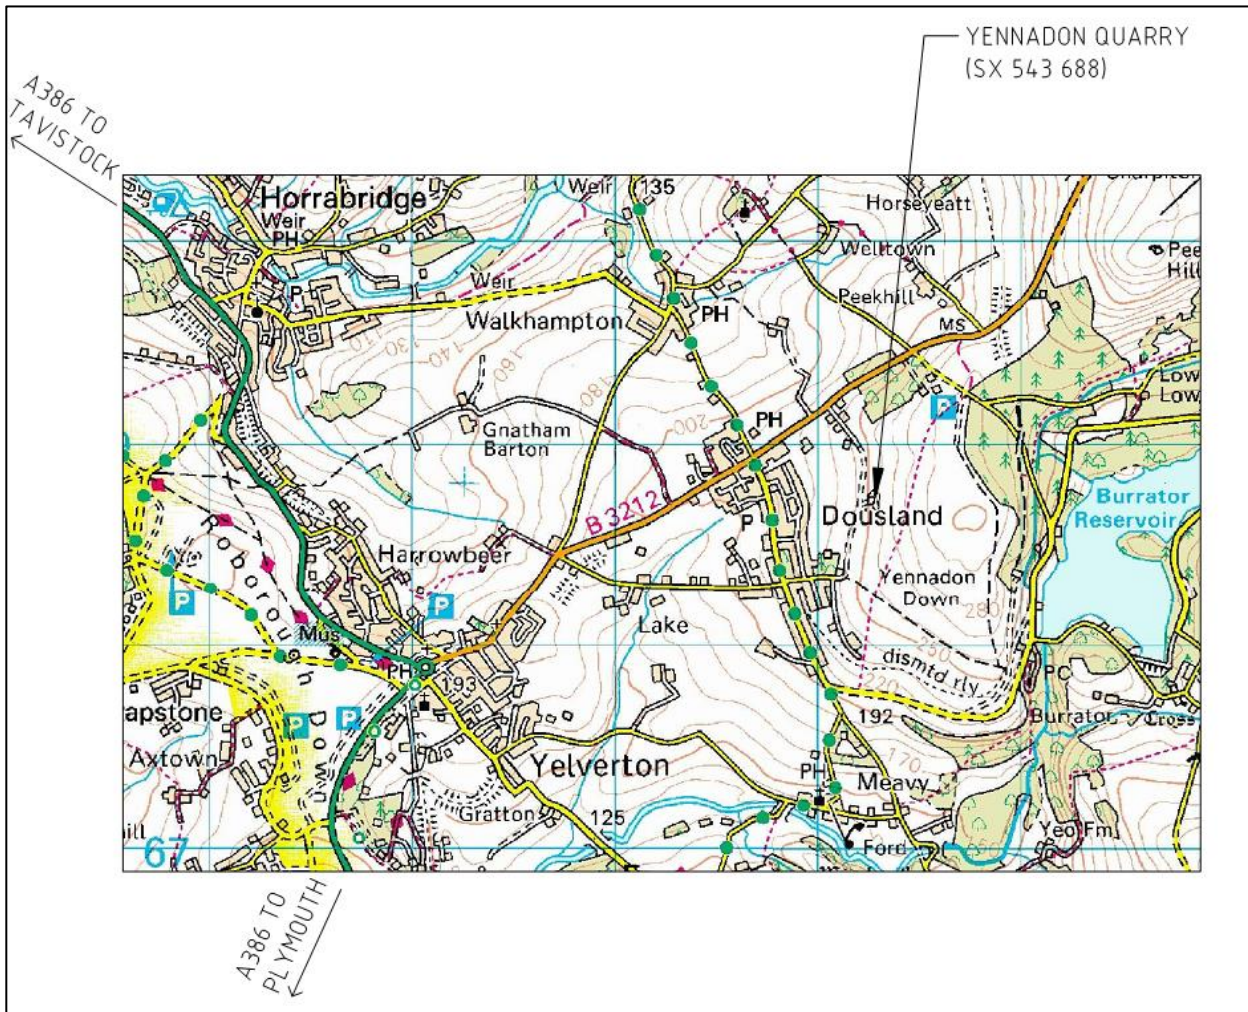 YENNADON QUARRY
(SX 543 688)
A386 TO
TAVISTOCK
Horrabridge
Weir
PH
Weir
135
Horseyeatt
Welltown
Peekhill
MS
Pee
Hill
P
Weir
Walkhampton
PH
110
130
140
160
180
200
PH
Low
Low
P
Gnatham
Barton
B 3212
P
Dousland
Burrator
Reservoir
Harrowbeer
Roborough
Down
P
P
Yennadon
Down
280
250
220
Lake
dismtd rly
Mus
PH
193
192
Burrator
Cross
apstone
P
P
Axtown
Yelverton
PH
Meavy
170
Gratton
125
Yeo Fm
Ford
ill
67
A386 TO
PLYMOUTH